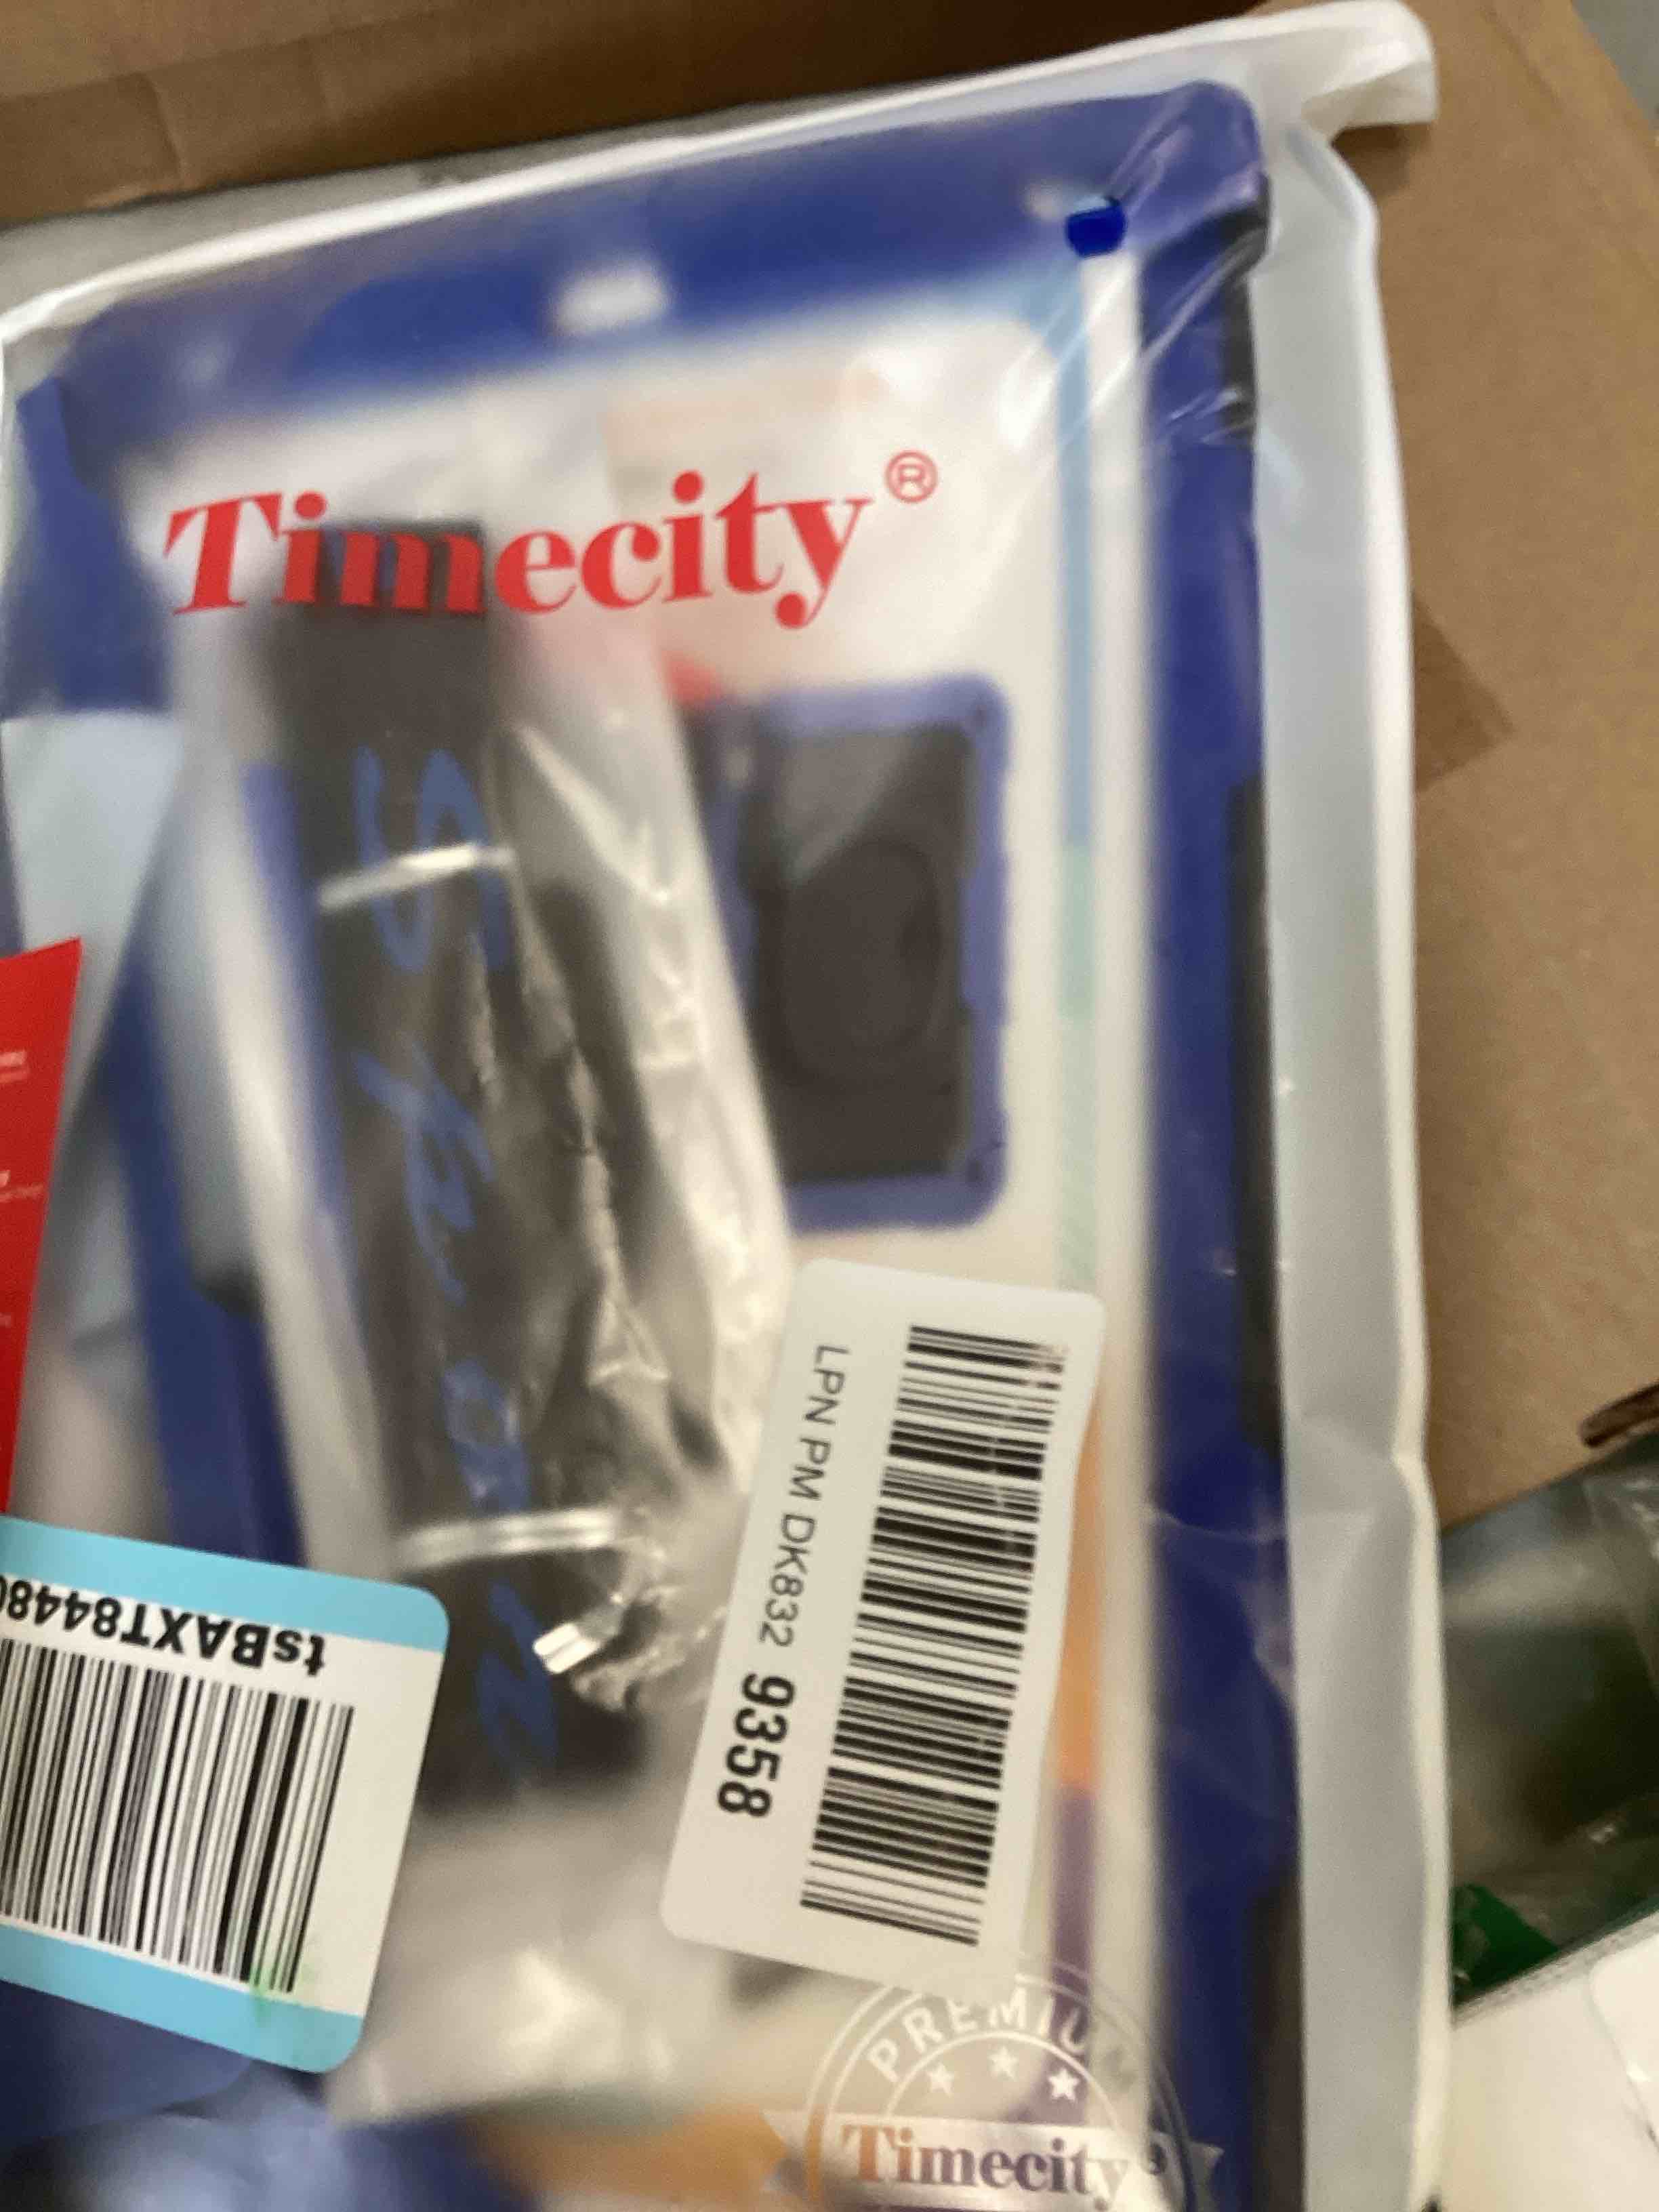 Timecity®
LPN PM DK832 9358
tsBAXT8448
PREMIUM
Timecity®